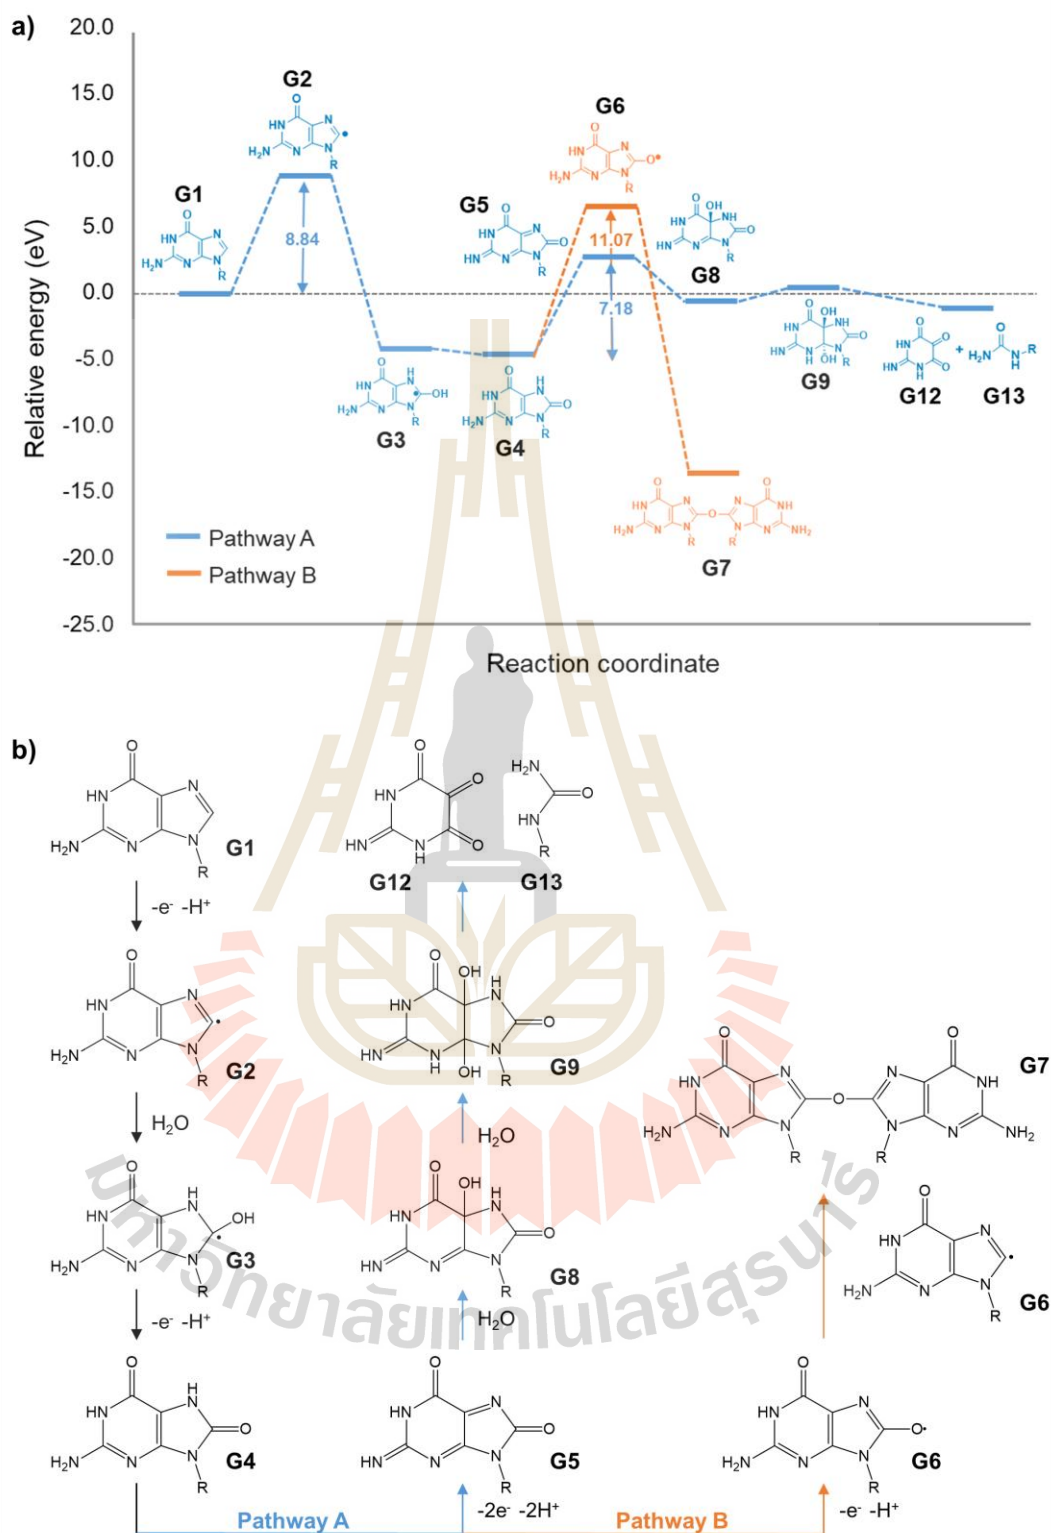 a)
20.0
15.0
10.0
5.0
0.0
-5.0
-10.0
-15.0
-20.0
-25.0
Relative energy (eV)
Reaction coordinate
G1
G2
G3
G4
G5
G6
G7
G8
G9
G12
+
G13
8.84
11.07
7.18
Pathway A
Pathway B
b)
G1
-e⁻ -H⁺
G2
H₂O
G3
-e⁻ -H⁺
G4
Pathway A
G12
G13
G9
H₂O
G8
H₂O
G5
-2e⁻ -2H⁺
Pathway B
G7
G6
G6
-e⁻ -H⁺
มหาวิทยาลัยเทคโนโลยีสุรนารี